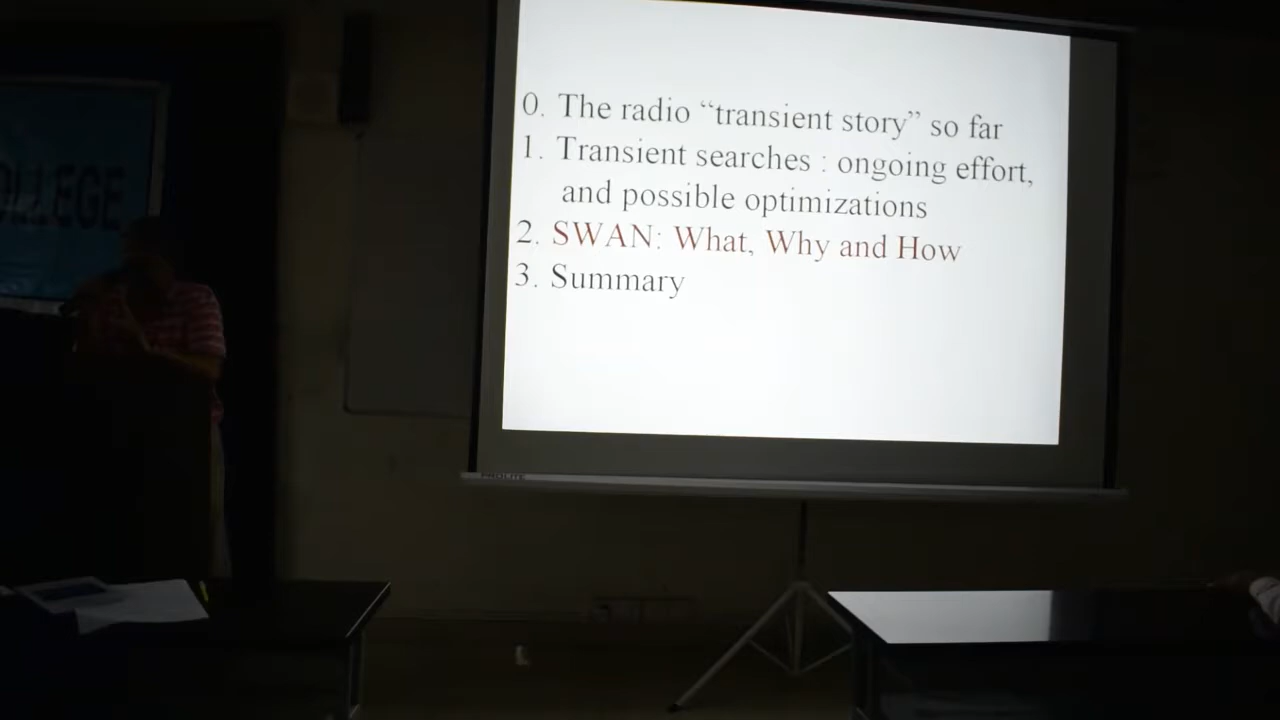 0. The radio “transient story” so far
1. Transient searches : ongoing effort,
and possible optimizations
2. SWAN: What, Why and How
3. Summary
PROLITE